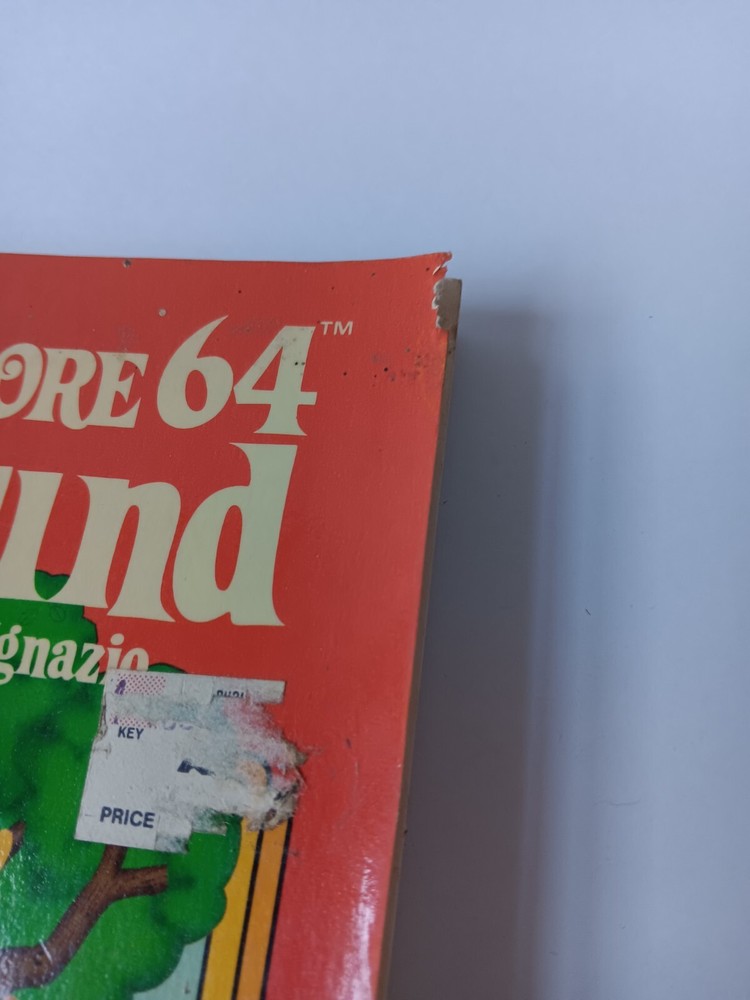 ORE 64™
und
gnazio
KEY
PRICE